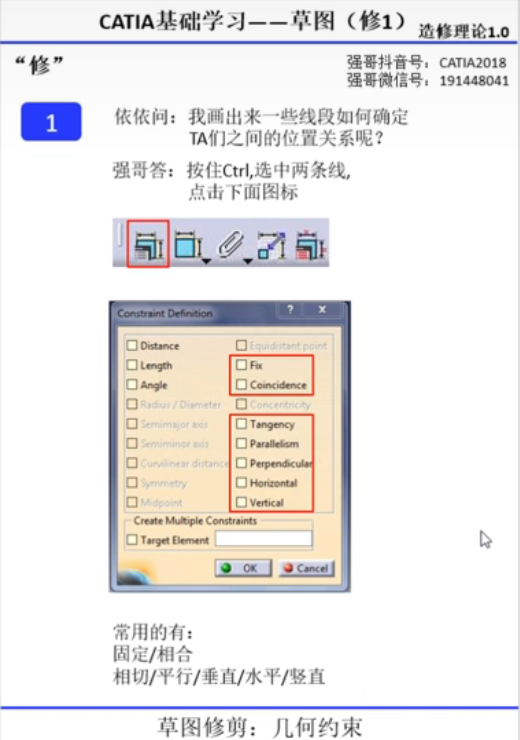 CATIA基础学习——草图（修1） 造修理论1.0
“修”
强哥抖音号：CATIA2018
强哥微信号：191448041
1
依依问：我画出来一些线段如何确定
TA们之间的位置关系呢？
强哥答：按住Ctrl,选中两条线,
点击下面图标
Constraint Definition
Distance Equidistant point
Length Fix
Angle Coincidence
Radius / Diameter Concentricity
Semimajor axis Tangency
Semiminor axis Parallelism
Curvilinear distance Perpendicular
Symmetry Horizontal
Midpoint Vertical
Create Multiple Constraints
Target Element
OK Cancel
常用的有：
固定/相合
相切/平行/垂直/水平/竖直
草图修剪：几何约束